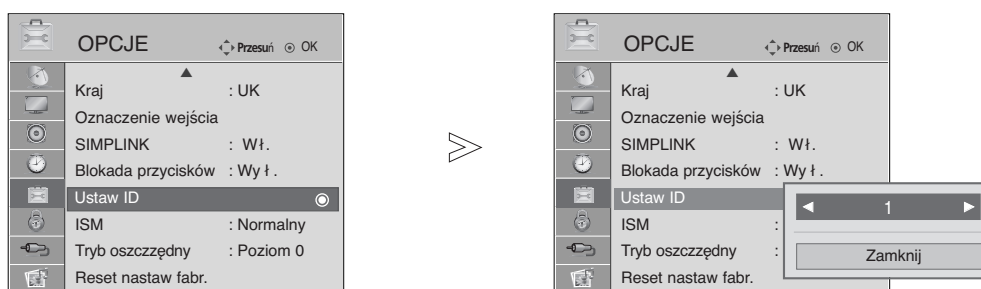 OPCJE Przesuń OK
Kraj : UK
Oznaczenie wejścia
SIMPLINK : Wł.
Blokada przycisków : Wył.
Ustaw ID
ISM : Normalny
Tryb oszczędny : Poziom 0
Reset nastaw fabr.
OPCJE Przesuń OK
Kraj : UK
Oznaczenie wejścia
SIMPLINK : Wł.
Blokada przycisków : Wył.
Ustaw ID
1
ISM :
Tryb oszczędny :
Zamknij
Reset nastaw fabr.